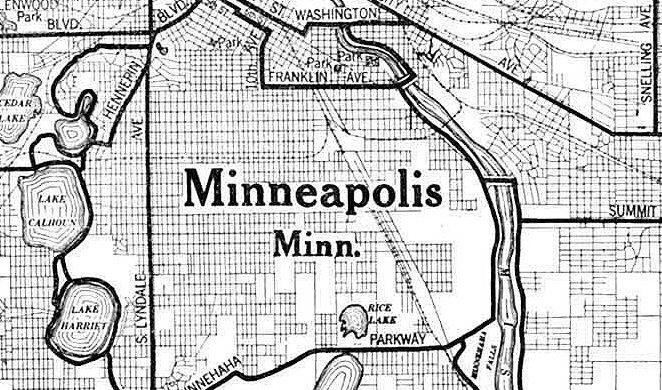 ENWOOD
Park
BLVD.
BLVD.
ST.
WASHINGTON
Park
10th AVE.
Park
Park
FRANKLIN AVE.
AVE.
SNELLING AVE.
CEDAR
LAKE
HENNEPIN
AVE
LAKE
CALHOUN
Minneapolis
Minn.
SUMMIT
S. LYNDALE
LAKE
HARRIET
RICE
LAKE
PARKWAY
MINNEHAHA
FALLS
NNEHAHA
M
I
S